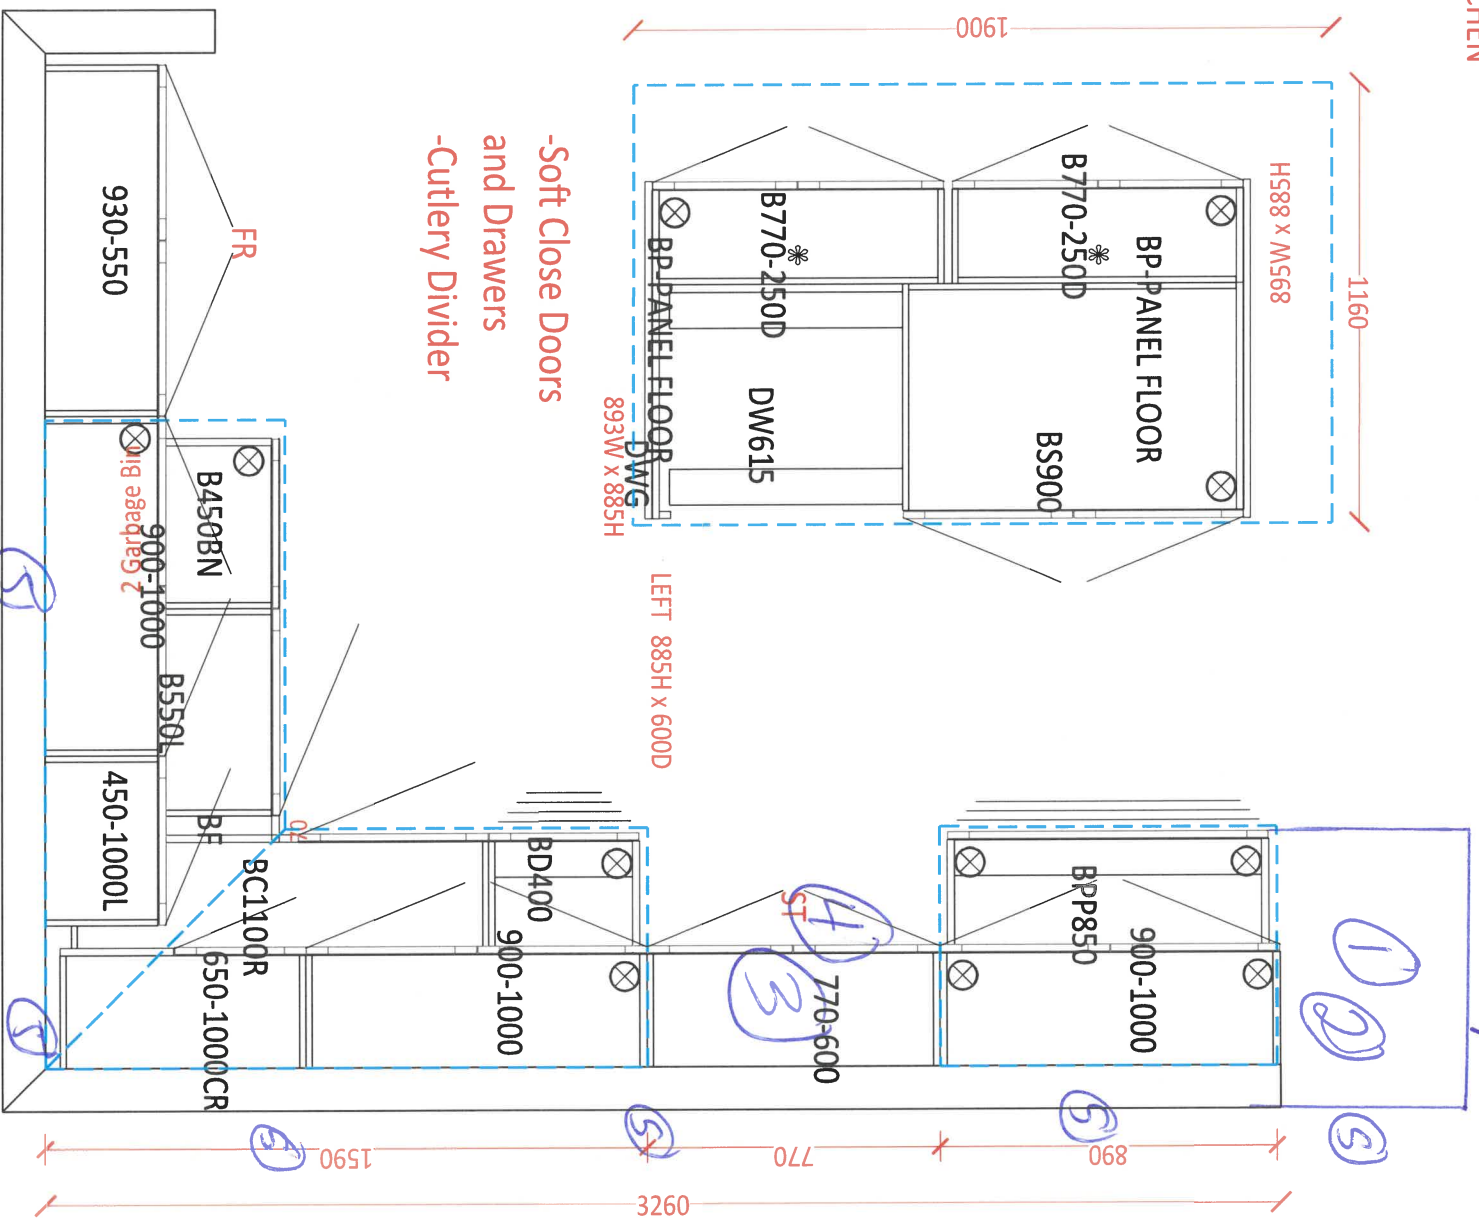 1900
1160
895W x 885H
B770-250D
B770-250D
BP-PANEL FLOOR
BP-PANEL FLOOR
DW615
BS900
DWG
893W x 885H
-Soft Close Doors
and Drawers
-Cutlery Divider
FR
930-550
B450BN
2 Garbage Bin
900-1000
B550L
BF
450-1000L
LEFT 885H x 600D
70
BC1100R
650-1000CR
BD400
900-1000
ST
4
3
770-600
BPP850
900-1000
1
2
5
5
5
5
5
5
1590
770
890
3260